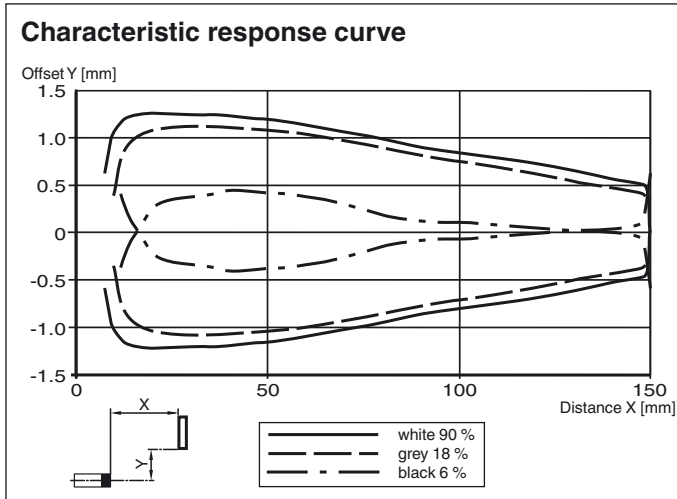 Characteristic response curve
Offset Y [mm]
1.5
1.0
0.5
0
-0.5
-1.0
-1.5
0
50
100
150
Distance X [mm]
X
Y
white 90 %
grey 18 %
black 6 %